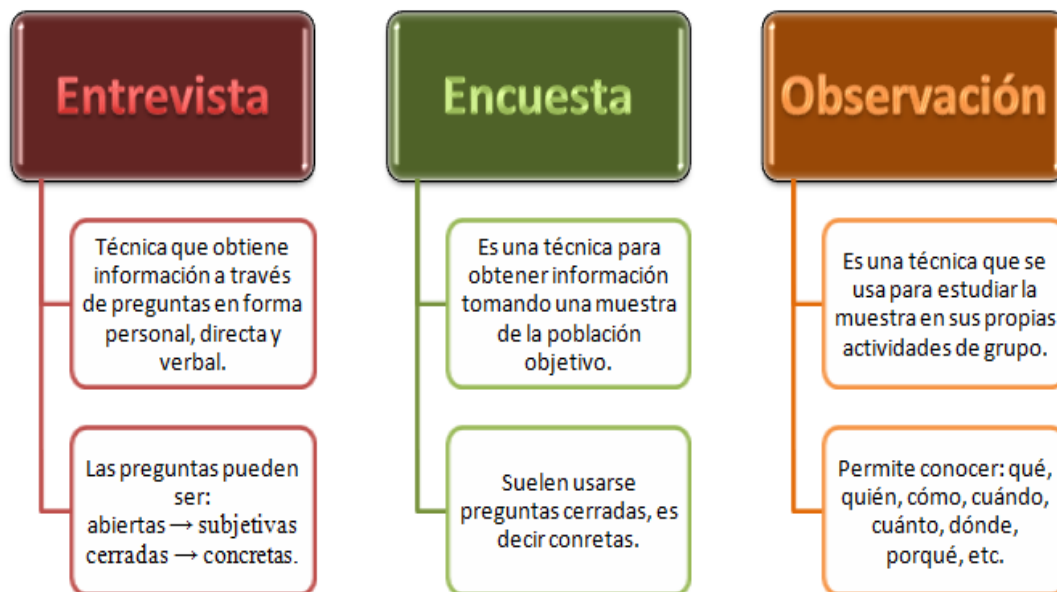 Entrevista
Técnica que obtiene
información a través
de preguntas en forma
personal, directa y
verbal.
Las preguntas pueden
ser:
abiertas → subjetivas
cerradas → concretas.
Encuesta
Es una técnica para
obtener información
tomando una muestra
de la población
objetivo.
Suelen usarse
preguntas cerradas, es
decir conretas.
Observación
Es una técnica que se
usa para estudiar la
muestra en sus propias
actividades de grupo.
Permite conocer: qué,
quién, cómo, cuándo,
cuánto, dónde,
porqué, etc.